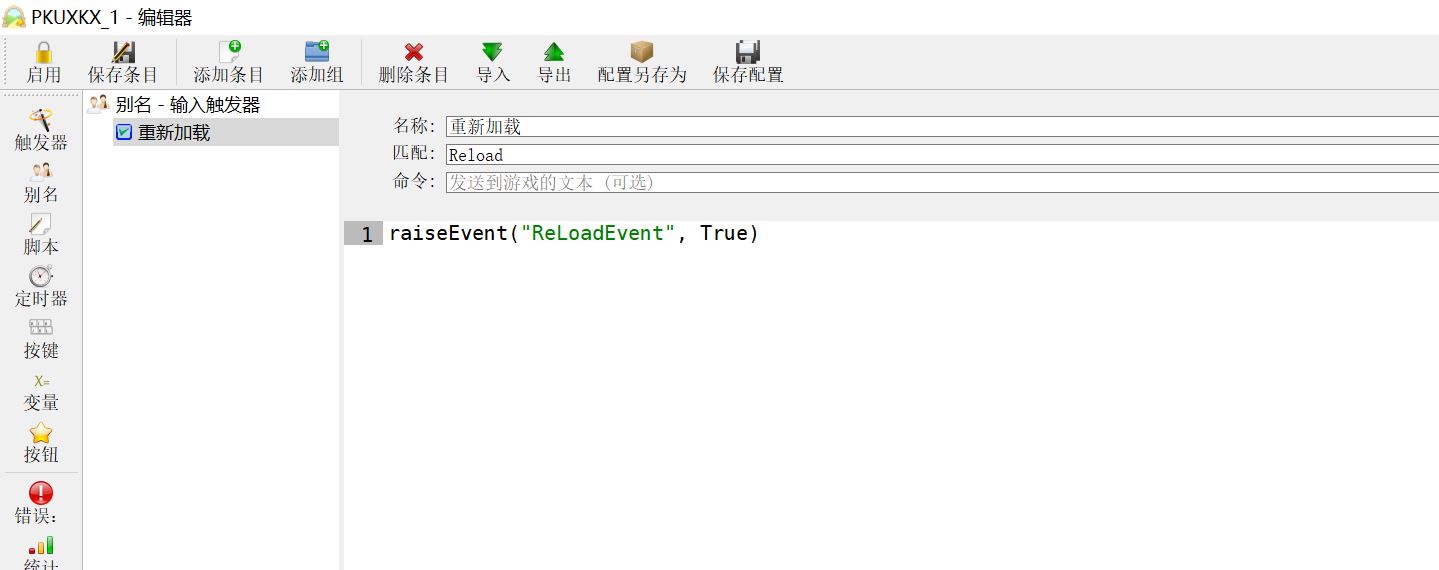 PKUXKX_1 - 编辑器
启用 保存条目 添加条目 添加组 删除条目 导入 导出 配置另存为 保存配置
触发器
别名
脚本
定时器
按键
X=
变量
按钮
错误:
统计
别名 - 输入触发器
重新加载
名称: 重新加载
匹配: Reload
命令: 发送到游戏的文本 (可选)
1 raiseEvent("ReLoadEvent", True)